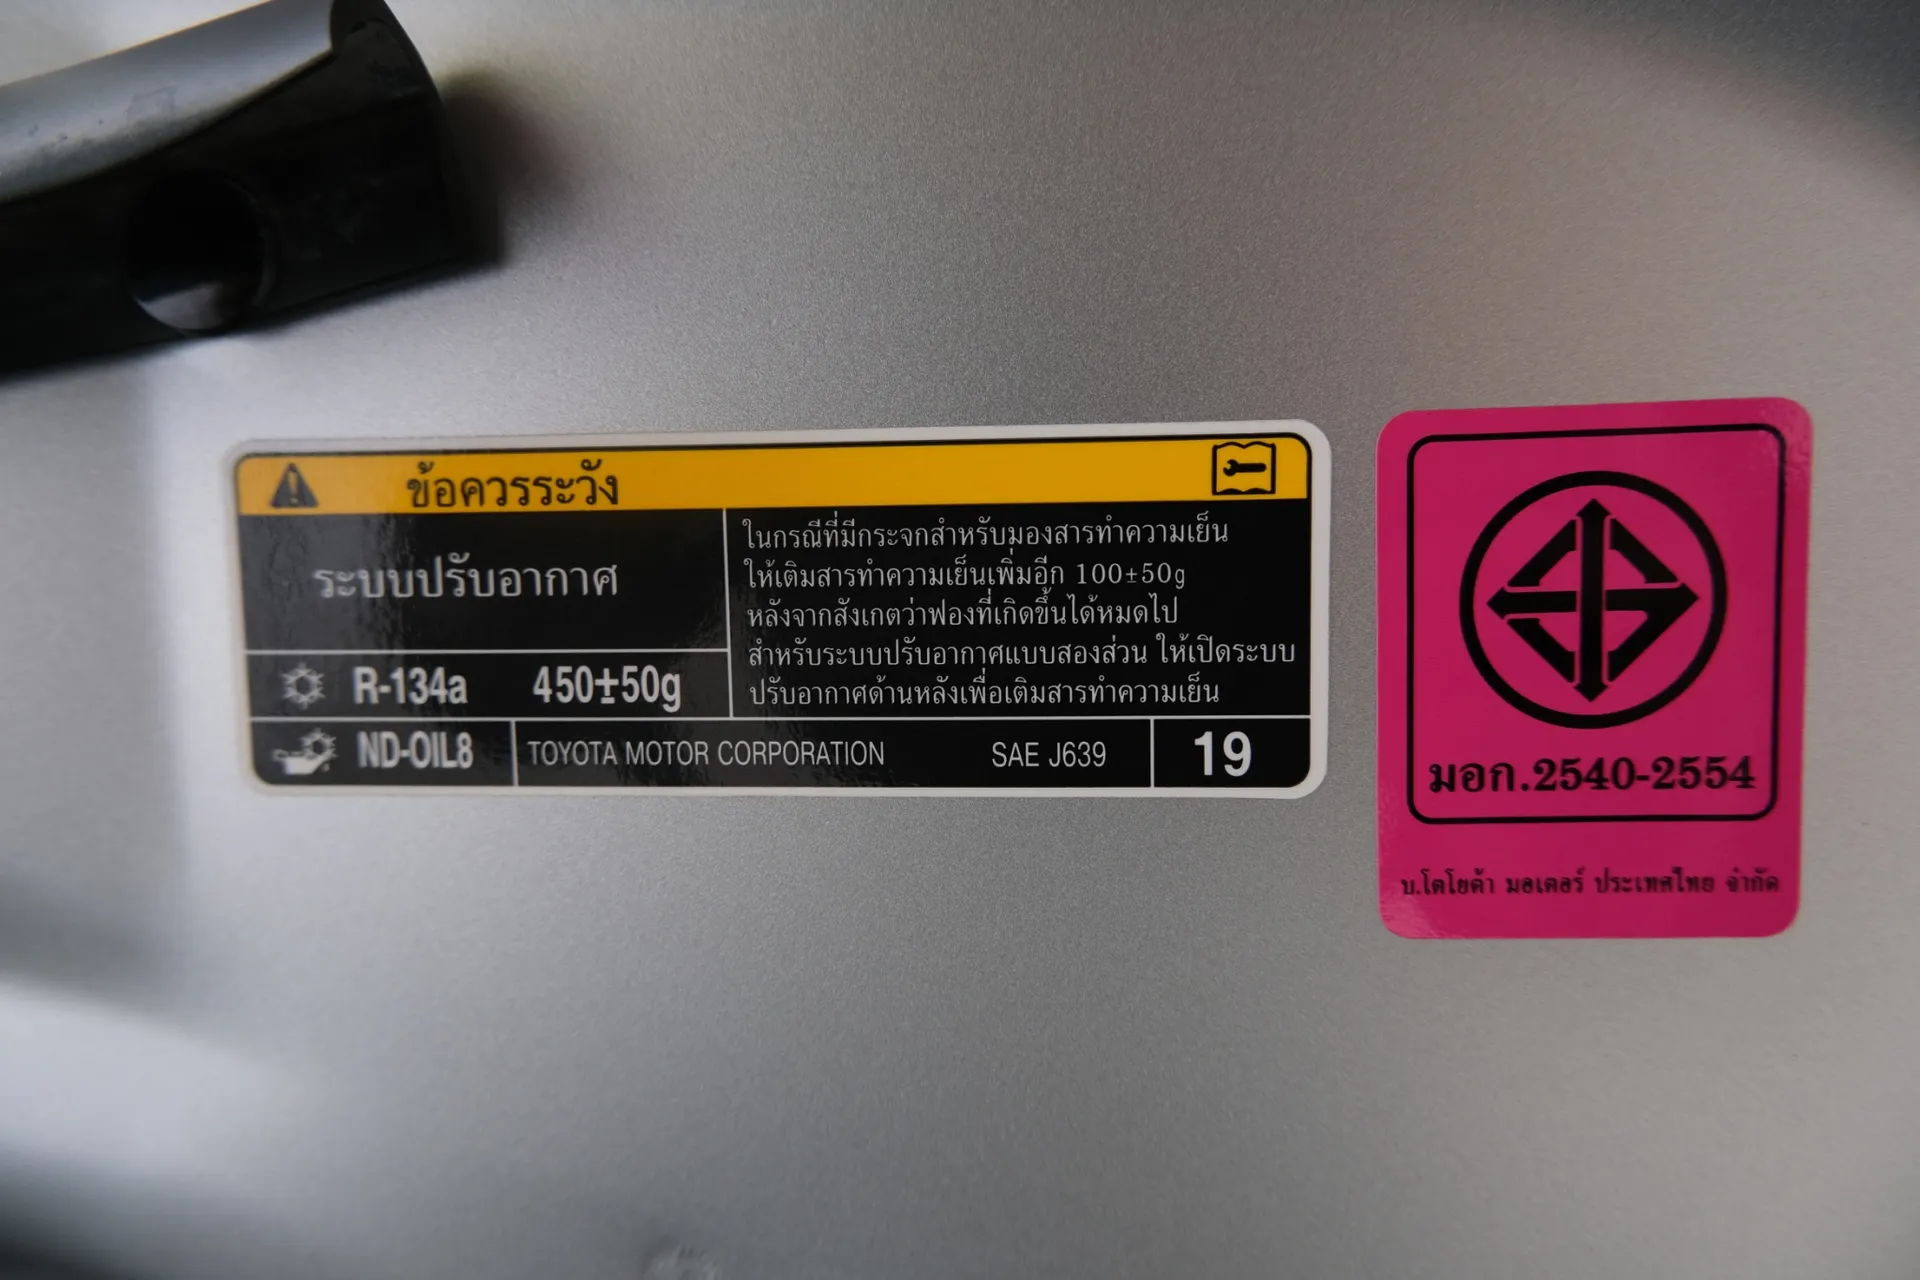 ข้อควรระวัง
ระบบปรับอากาศ
R-134a 450±50g
ในกรณีที่มีกระจกสำหรับมองสารทำความเย็น
ให้เติมสารทำความเย็นเพิ่มอีก 100±50g
หลังจากสังเกตว่าฟองที่เกิดขึ้นได้หมดไป
สำหรับระบบปรับอากาศแบบสองส่วน ให้เปิดระบบ
ปรับอากาศด้านหลังเพื่อเติมสารทำความเย็น
ND-OIL8 TOYOTA MOTOR CORPORATION SAE J639 19
มอก.2540-2554
บ.โตโยต้า มอเตอร์ ประเทศไทย จำกัด